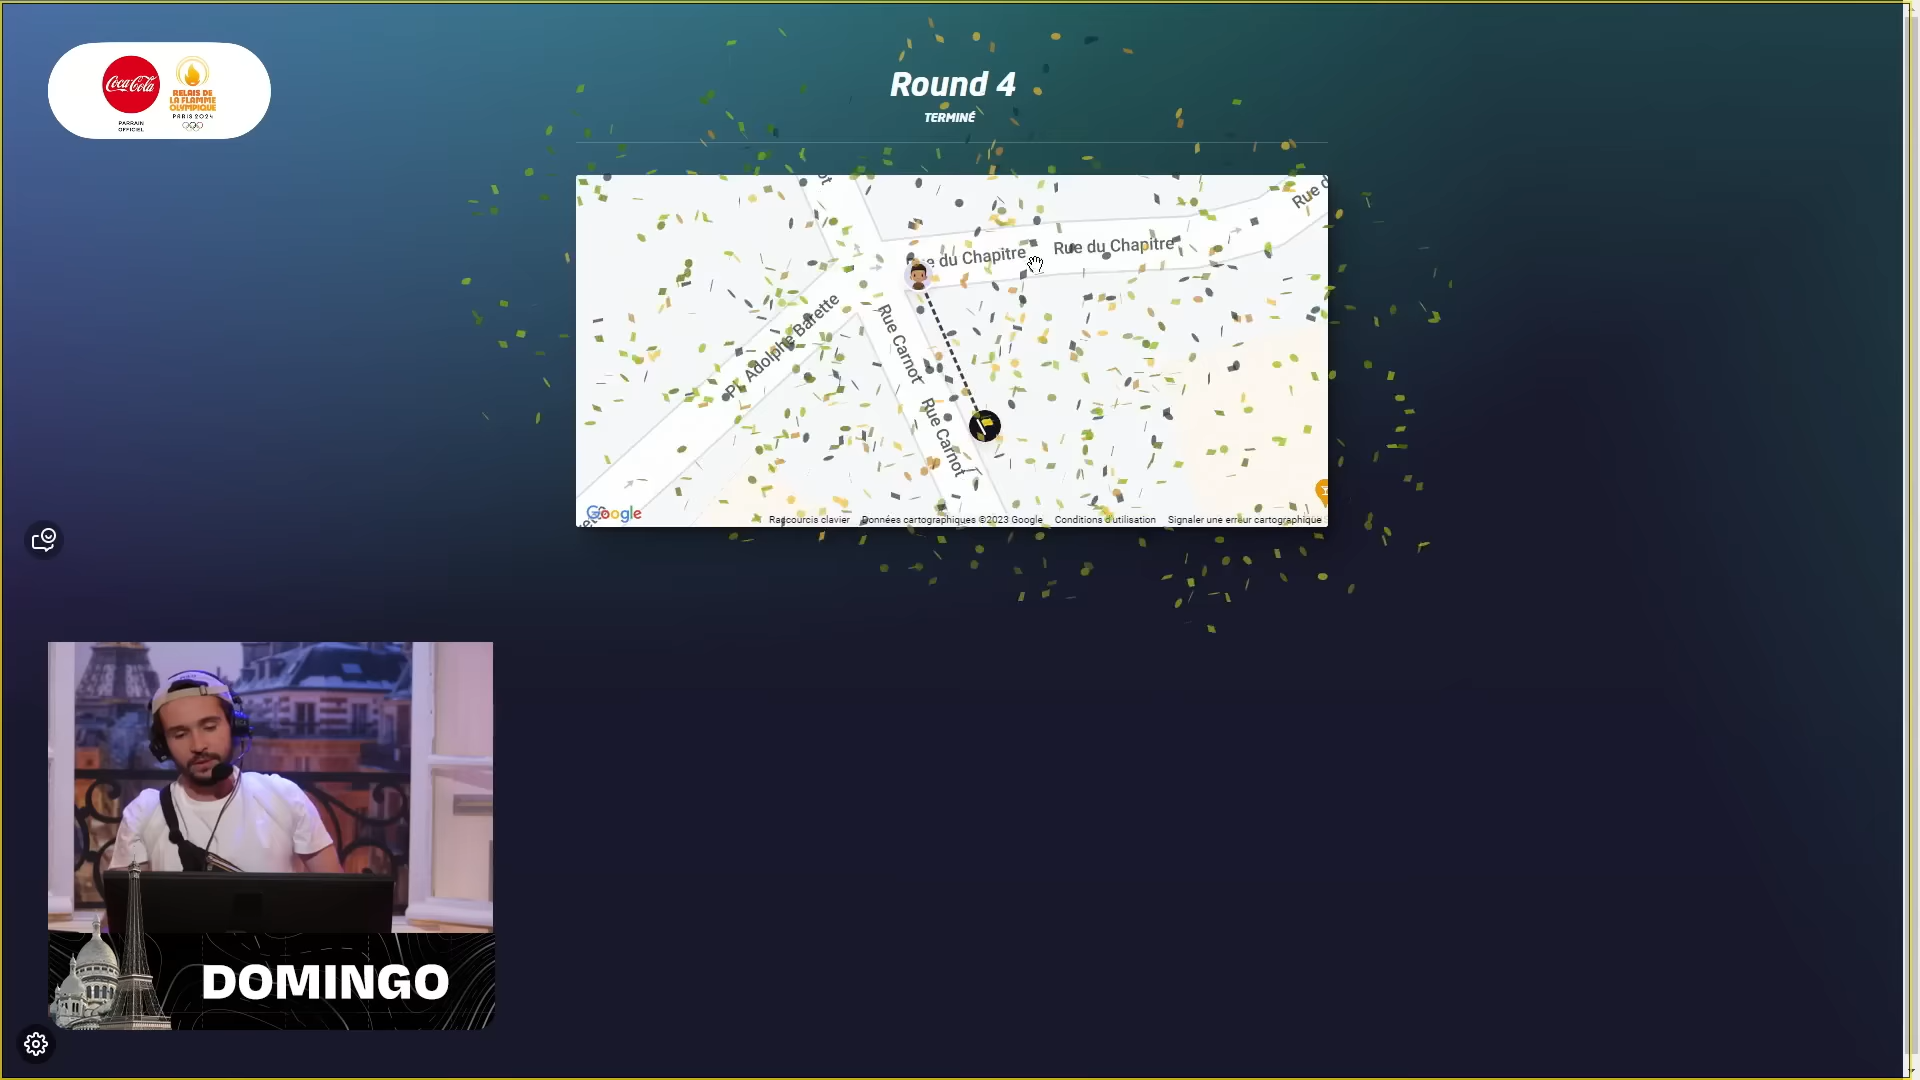 Coca-Cola
PARRAIN
OFFICIEL
RELAIS DE
LA FLAMME
OLYMPIQUE
PARIS 2024
Round 4
TERMINÉ
Rue d
Rue du Chapitre
Rue du Chapitre
Pl. Adolphe Barette
Rue Carnot
Rue Carnot
Google
Raccourcis clavier
Données cartographiques ©2023 Google
Conditions d'utilisation
Signaler une erreur cartographique
DOMINGO